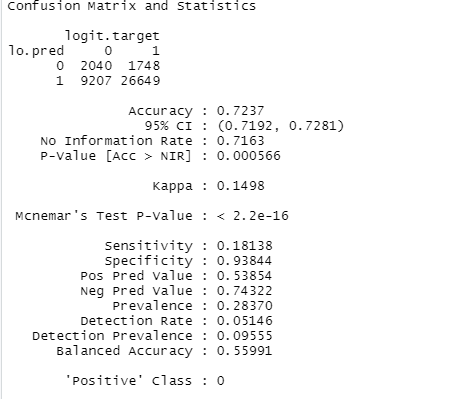 Confusion Matrix and Statistics
logit.target
lo.pred 0 1
0 2040 1748
1 9207 26649
Accuracy : 0.7237
95% CI : (0.7192, 0.7281)
No Information Rate : 0.7163
P-Value [Acc > NIR] : 0.000566
Kappa : 0.1498
Mcnemar's Test P-Value : < 2.2e-16
Sensitivity : 0.18138
Specificity : 0.93844
Pos Pred Value : 0.53854
Neg Pred Value : 0.74322
Prevalence : 0.28370
Detection Rate : 0.05146
Detection Prevalence : 0.09555
Balanced Accuracy : 0.55991
'Positive' Class : 0